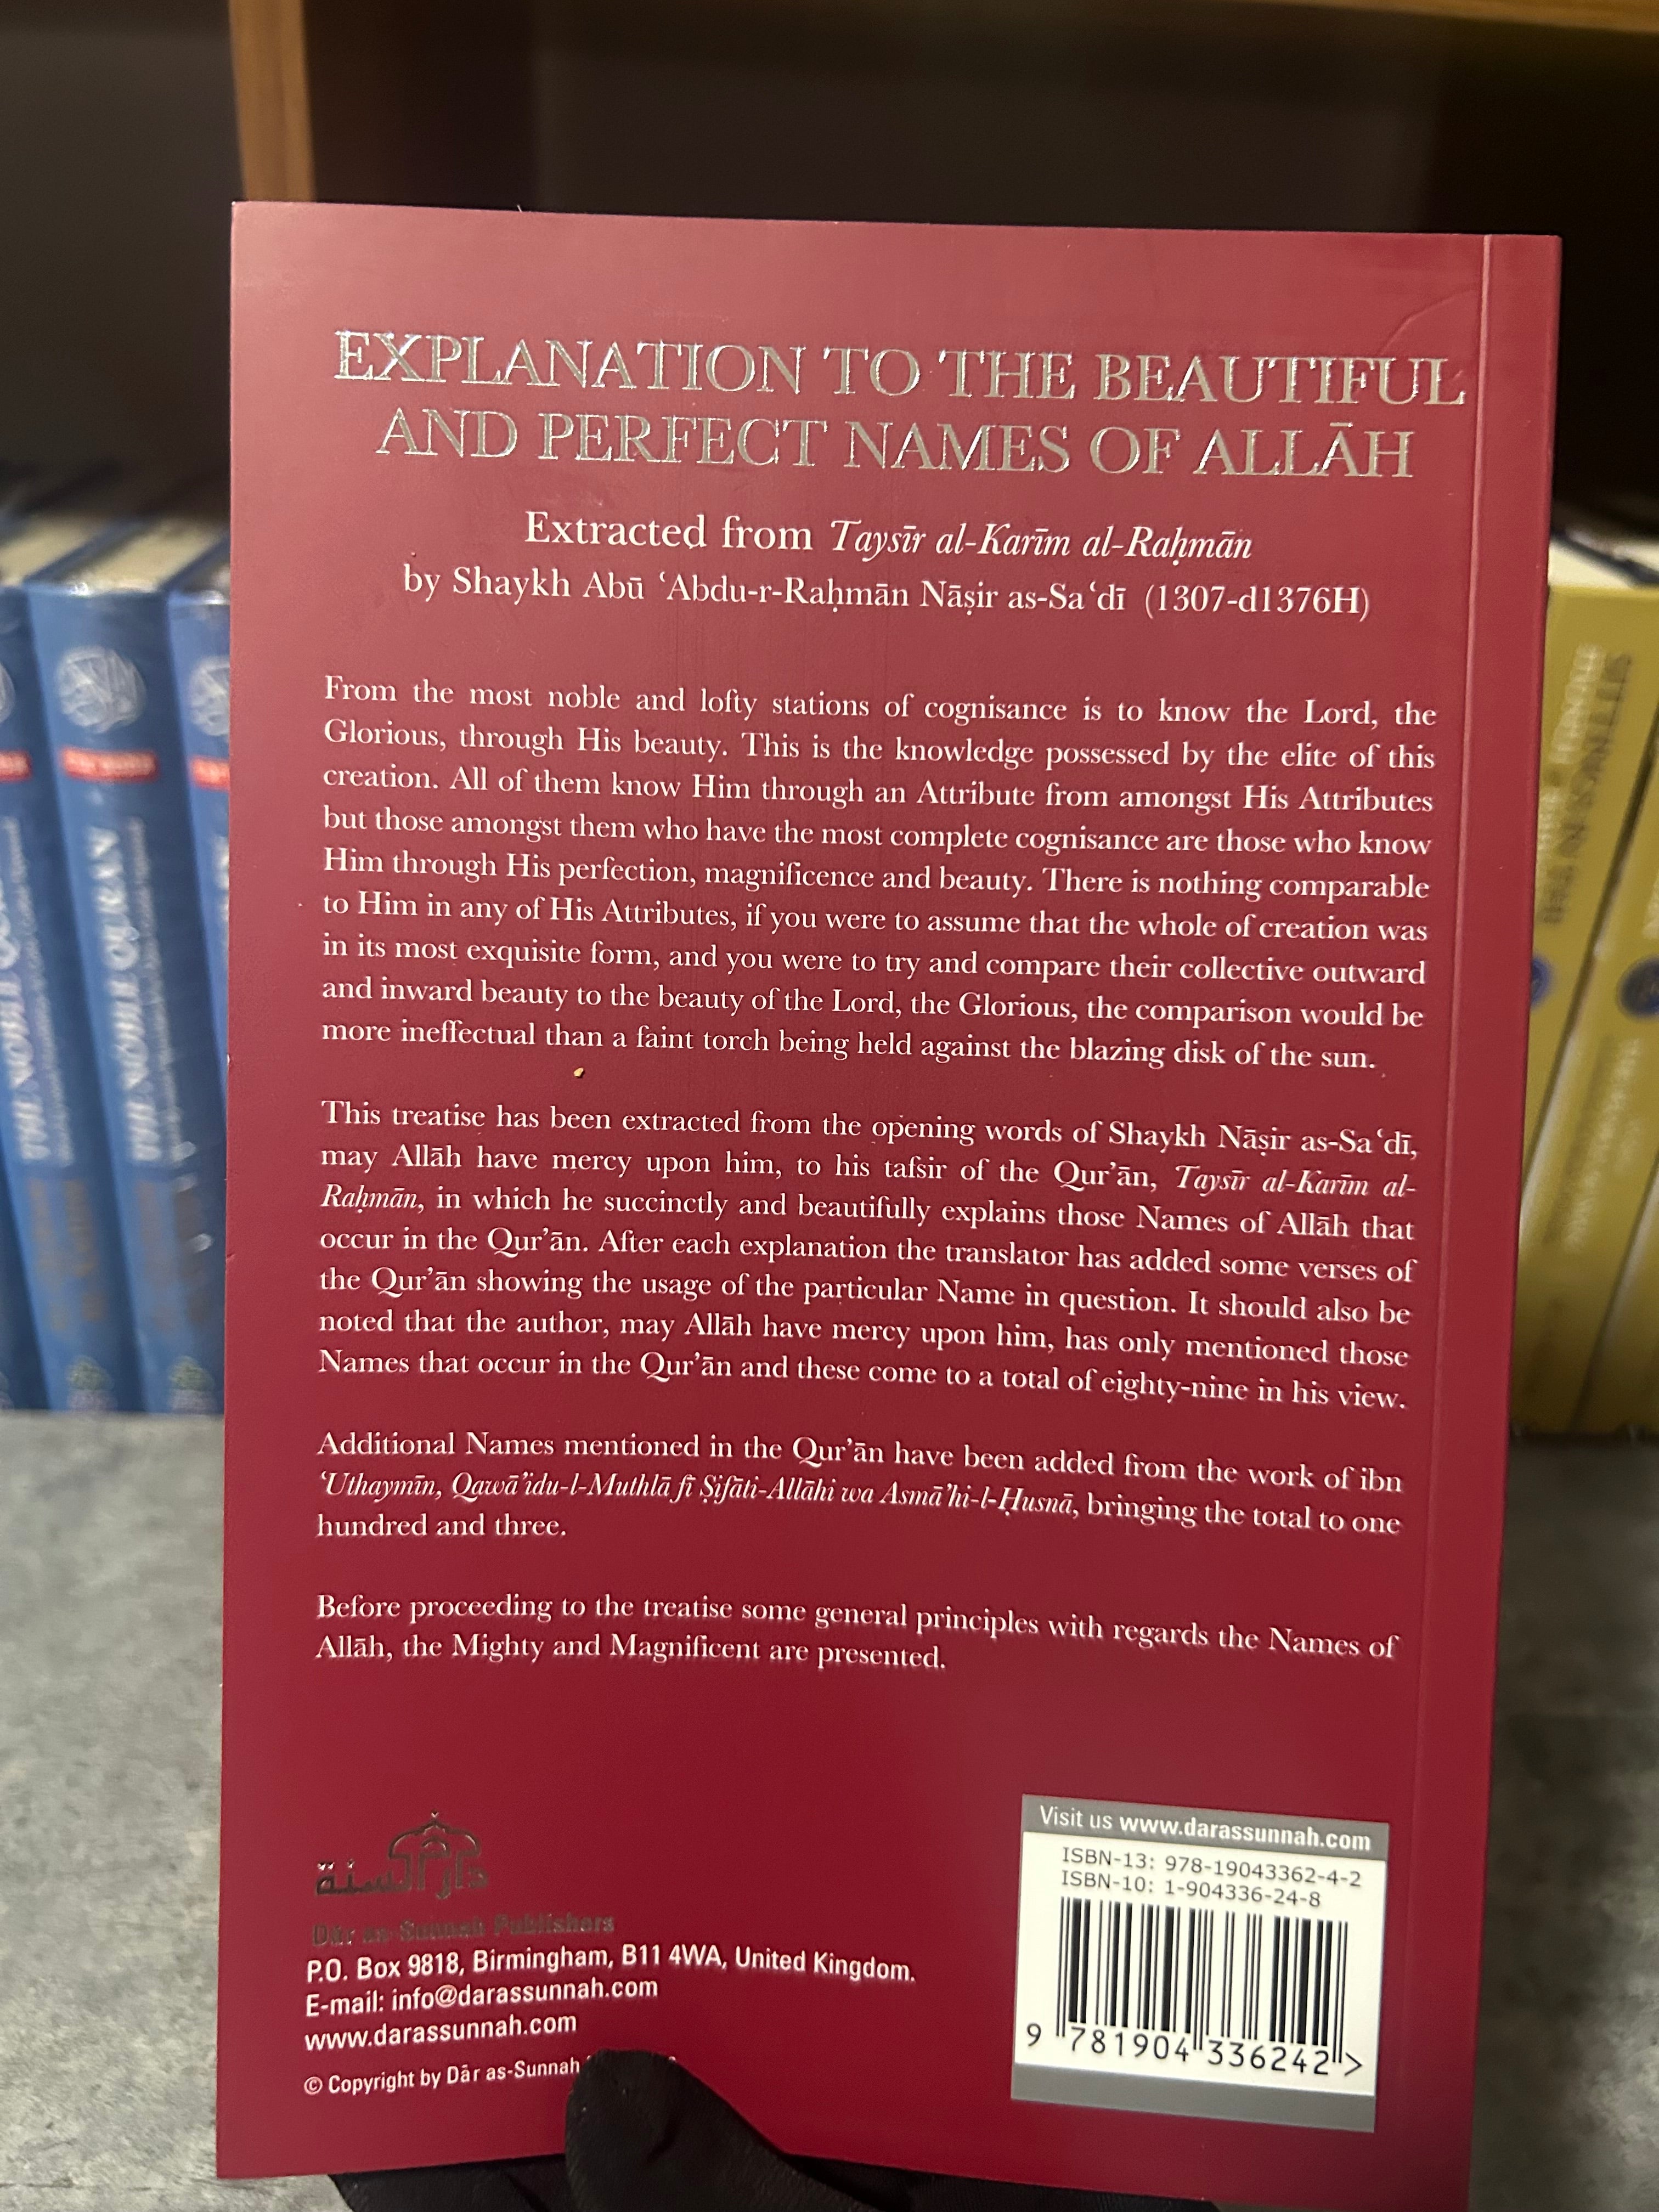 EXPLANATION TO THE BEAUTIFUL
AND PERFECT NAMES OF ALLĀH
Extracted from Taysīr al-Karīm al-Raḥmān
by Shaykh Abū ‘Abdu-r-Raḥmān Nāṣir as-Sa‘dī (1307-d1376H)
From the most noble and lofty stations of cognisance is to know the Lord, the
Glorious, through His beauty. This is the knowledge possessed by the elite of this
creation. All of them know Him through an Attribute from amongst His Attributes
but those amongst them who have the most complete cognisance are those who know
Him through His perfection, magnificence and beauty. There is nothing comparable
to Him in any of His Attributes, if you were to assume that the whole of creation was
in its most exquisite form, and you were to try and compare their collective outward
and inward beauty to the beauty of the Lord, the Glorious, the comparison would be
more ineffectual than a faint torch being held against the blazing disk of the sun.
This treatise has been extracted from the opening words of Shaykh Nāṣir as-Sa‘dī,
may Allāh have mercy upon him, to his tafsir of the Qur’ān, Taysīr al-Karīm al-
Raḥmān, in which he succinctly and beautifully explains those Names of Allāh that
occur in the Qur’ān. After each explanation the translator has added some verses of
the Qur’ān showing the usage of the particular Name in question. It should also be
noted that the author, may Allāh have mercy upon him, has only mentioned those
Names that occur in the Qur’ān and these come to a total of eighty-nine in his view.
Additional Names mentioned in the Qur’ān have been added from the work of ibn
‘Uthaymīn, Qawā’idu-l-Muthlā fī Ṣifāti-Allāhi wa Asmā’hi-l-Ḥusnā, bringing the total to one
hundred and three.
Before proceeding to the treatise some general principles with regards the Names of
Allāh, the Mighty and Magnificent are presented.
دار السنة
Dār as-Sunnah Publishers
P.O. Box 9818, Birmingham, B11 4WA, United Kingdom.
E-mail: info@darassunnah.com
www.darassunnah.com
© Copyright by Dār as-Sunnah
Visit us www.darassunnah.com
ISBN-13: 978-19043362-4-2
ISBN-10: 1-904336-24-8
9 781904 336242 >
THE NOBLE QURAN
THE NOBLE QURAN